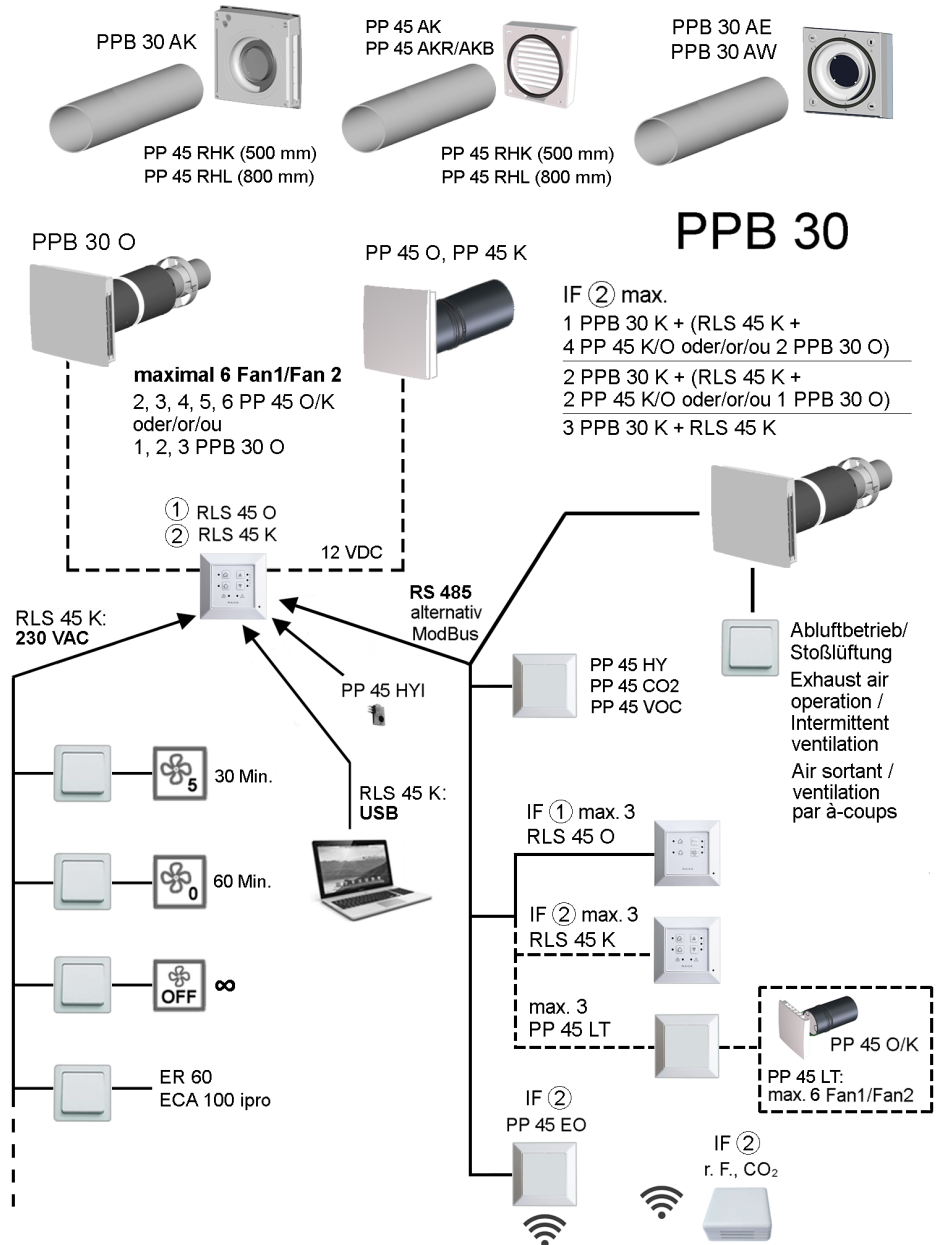 PPB 30 AK
PP 45 RHK (500 mm)
PP 45 RHL (800 mm)
PP 45 AK
PP 45 AKR/AKB
PP 45 RHK (500 mm)
PP 45 RHL (800 mm)
PPB 30 AE
PPB 30 AW
PPB 30
PPB 30 O
PP 45 O, PP 45 K
IF ② max.
1 PPB 30 K + (RLS 45 K +
4 PP 45 K/O oder/or/ou 2 PPB 30 O)
2 PPB 30 K + (RLS 45 K +
2 PP 45 K/O oder/or/ou 1 PPB 30 O)
3 PPB 30 K + RLS 45 K
maximal 6 Fan1/Fan 2
2, 3, 4, 5, 6 PP 45 O/K
oder/or/ou
1, 2, 3 PPB 30 O
① RLS 45 O
② RLS 45 K
12 VDC
RLS 45 K:
230 VAC
RS 485
alternativ
ModBus
PP 45 HYI
PP 45 HY
PP 45 CO2
PP 45 VOC
Abluftbetrieb/
Stoßlüftung
Exhaust air
operation /
Intermittent
ventilation
Air sortant /
ventilation
par à-coups
5
30 Min.
RLS 45 K:
USB
0
60 Min.
OFF
∞
ER 60
ECA 100 ipro
IF ① max. 3
RLS 45 O
IF ② max. 3
RLS 45 K
max. 3
PP 45 LT
PP 45 O/K
PP 45 LT:
max. 6 Fan1/Fan2
IF ②
PP 45 EO
IF ②
r. F., CO₂